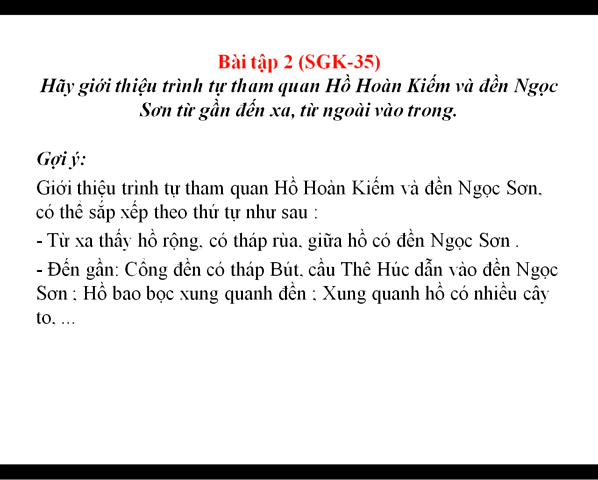 Bài tập 2 (SGK-35)
Hãy giới thiệu trình tự tham quan Hồ Hoàn Kiếm và đền Ngọc
Sơn từ gần đến xa, từ ngoài vào trong.
Gợi ý:
Giới thiệu trình tự tham quan Hồ Hoàn Kiếm và đền Ngọc Sơn,
có thể sắp xếp theo thứ tự như sau :
- Từ xa thấy hồ rộng, có tháp rùa, giữa hồ có đền Ngọc Sơn .
- Đến gần: Cổng đền có tháp Bút, cầu Thê Húc dẫn vào đền Ngọc
Sơn ; Hồ bao bọc xung quanh đền ; Xung quanh hồ có nhiều cây
to, ...